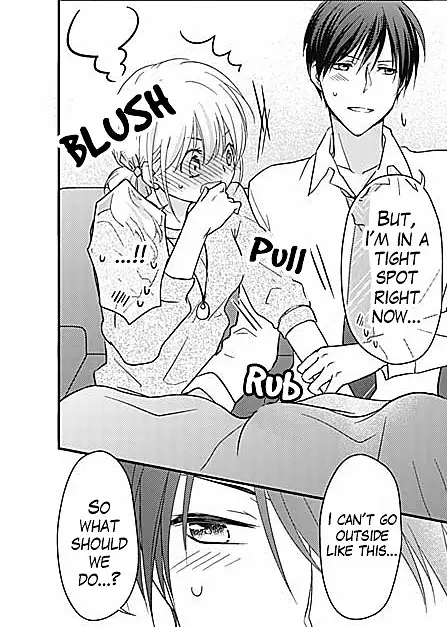 BUT,
I'M IN A
TIGHT
SPOT
RIGHT
NOW...
BLUSH
...!!
PULL
RUB
I CAN'T GO
OUTSIDE
LIKE THIS...
SO
WHAT
SHOULD
WE
DO...?